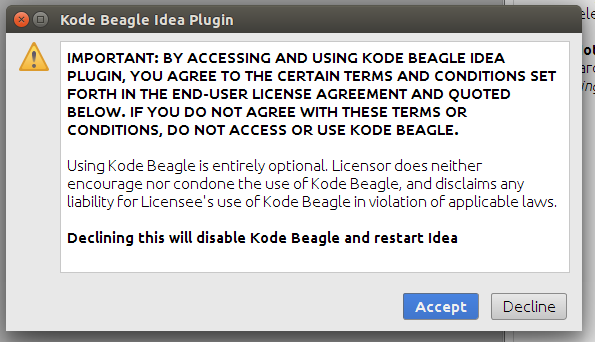 Kode Beagle Idea Plugin
IMPORTANT: BY ACCESSING AND USING KODE BEAGLE IDEA
PLUGIN, YOU AGREE TO THE CERTAIN TERMS AND CONDITIONS SET
FORTH IN THE END-USER LICENSE AGREEMENT AND QUOTED
BELOW. IF YOU DO NOT AGREE WITH THESE TERMS OR
CONDITIONS, DO NOT ACCESS OR USE KODE BEAGLE.
Using Kode Beagle is entirely optional. Licensor does neither
encourage nor condone the use of Kode Beagle, and disclaims any
liability for Licensee's use of Kode Beagle in violation of applicable laws.
Declining this will disable Kode Beagle and restart Idea
Accept Decline